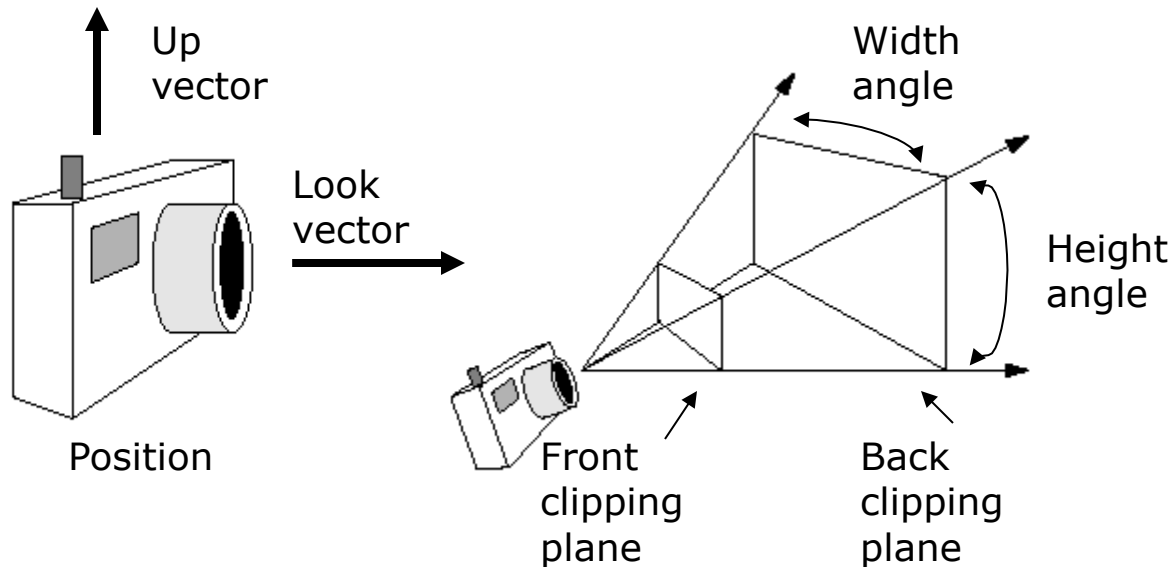 Up
vector
Look
vector
Position
Width
angle
Height
angle
Front
clipping
plane
Back
clipping
plane